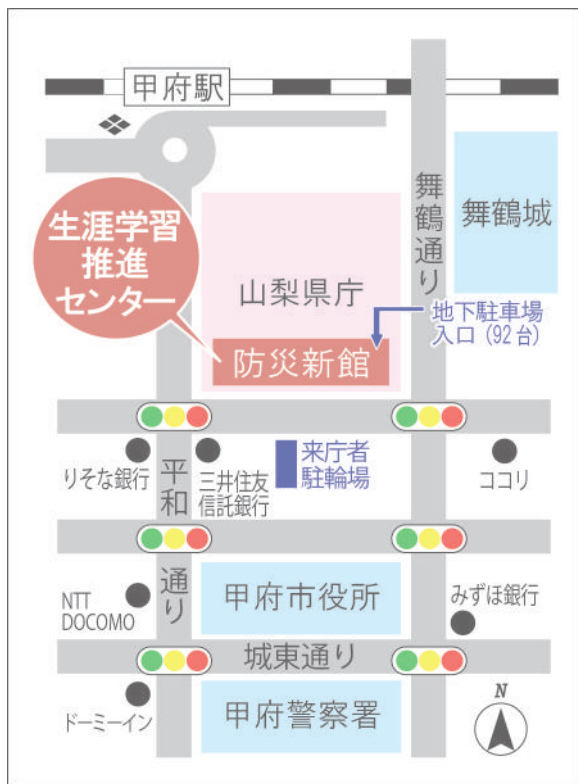 甲府駅
舞鶴通り
舞鶴城
生涯学習
推進
センター
山梨県庁
地下駐車場
入口（92台）
防災新館
りそな銀行
平和通り
三井住友
信託銀行
来庁者
駐輪場
ココリ
NTT
DOCOMO
甲府市役所
みずほ銀行
城東通り
ドーミーイン
甲府警察署
N